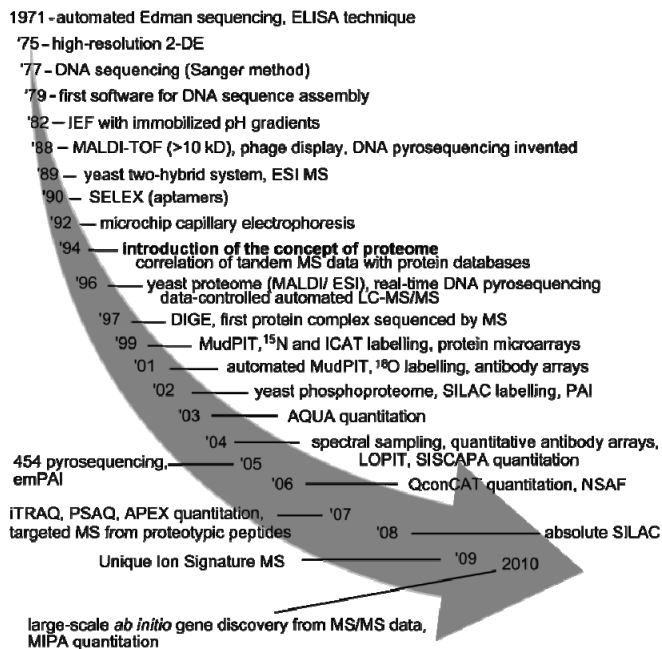 1971 - automated Edman sequencing, ELISA technique
'75 – high-resolution 2-DE
'77 – DNA sequencing (Sanger method)
'79 – first software for DNA sequence assembly
'82 — IEF with immobilized pH gradients
'88 – MALDI-TOF (>10 kD), phage display, DNA pyrosequencing invented
'89 – yeast two-hybrid system, ESI MS
'90 – SELEX (aptamers)
'92 — microchip capillary electrophoresis
'94 — introduction of the concept of proteome
correlation of tandem MS data with protein databases
'96 — yeast proteome (MALDI/ ESI), real-time DNA pyrosequencing
data-controlled automated LC-MS/MS
'97 — DIGE, first protein complex sequenced by MS
'99 — MudPIT,¹⁵N and ICAT labelling, protein microarrays
'01 — automated MudPIT, ¹⁸O labelling, antibody arrays
'02 — yeast phosphoproteome, SILAC labelling, PAI
'03 — AQUA quantitation
'04 — spectral sampling, quantitative antibody arrays,
LOPIT, SISCAPA quantitation
454 pyrosequencing, — '05
emPAI
'06 — QconCAT quantitation, NSAF
iTRAQ, PSAQ, APEX quantitation, — '07
targeted MS from proteotypic peptides
'08 — absolute SILAC
Unique Ion Signature MS — '09
2010
large-scale ab initio gene discovery from MS/MS data,
MIPA quantitation